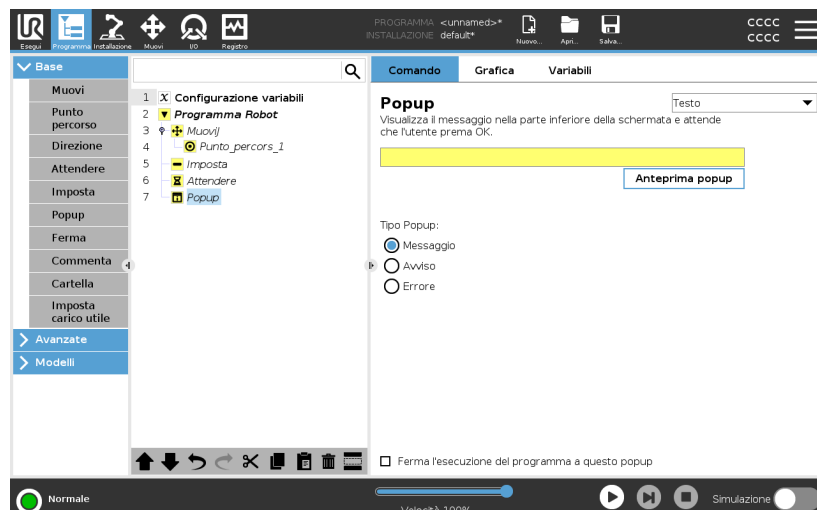 PROGRAMMA <unnamed>*
INSTALLAZIONE default*
CCCC
CCCC
Esegui Programma Installazione Muovi I/O Registro Nuovo... Apri... Salva...
Base
Muovi
Punto
percorso
Direzione
Attendere
Imposta
Popup
Ferma
Commenta
Cartella
Imposta
carico utile
Avanzate
Modelli
1 X Configurazione variabili
2 Programma Robot
3 MuoviJ
4 Punto_percors_1
5 Imposta
6 Attendere
7 Popup
Comando Grafica Variabili
Popup
Testo
Visualizza il messaggio nella parte inferiore della schermata e attende
che l'utente prema OK.
Anteprima popup
Tipo Popup:
Messaggio
Avviso
Errore
Ferma l'esecuzione del programma a questo popup
Normale
Velocità 100%
Simulazione